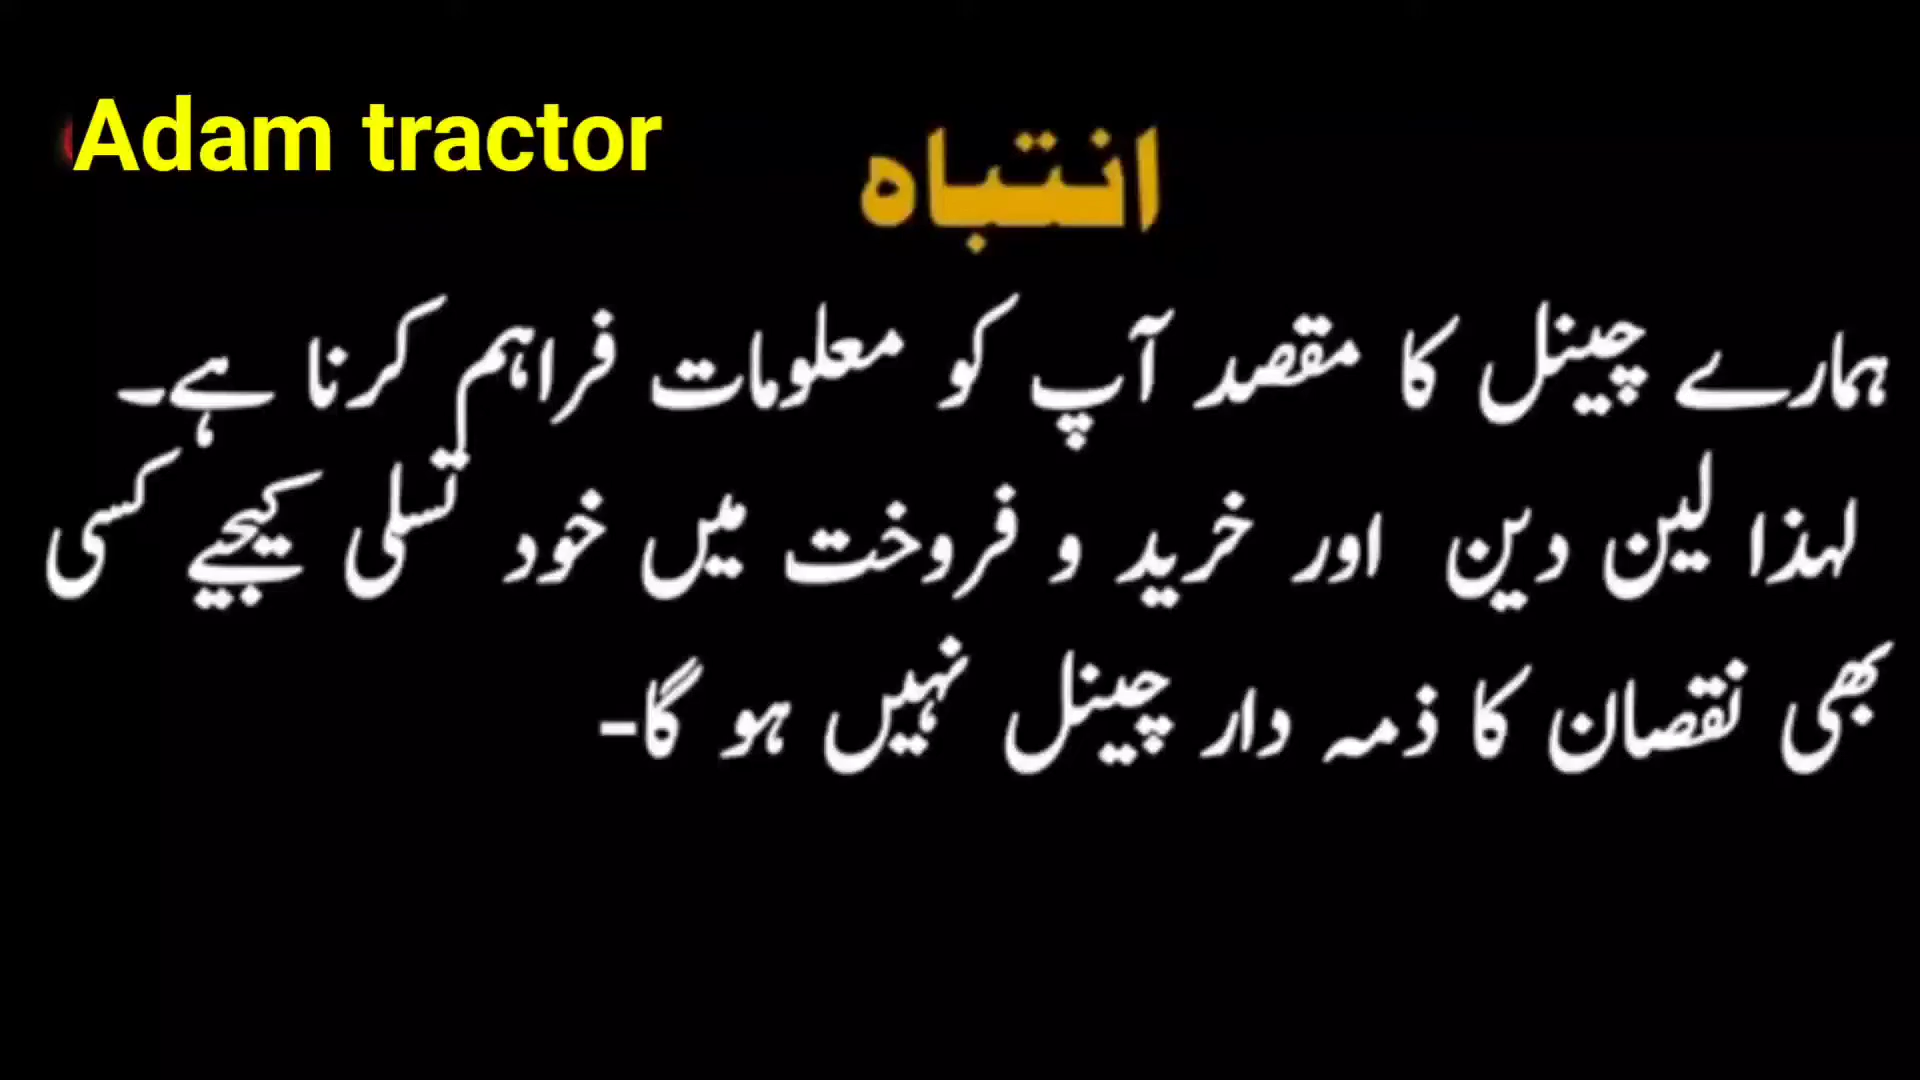 Adam tractor
انتباہ
ہمارے چینل کا مقصد آپ کو معلومات فراہم کرنا ہے۔
لہذا لین دین اور خرید و فروخت میں خود تسلی کیجیے کسی
بھی نقصان کا ذمہ دار چینل نہیں ہو گا-